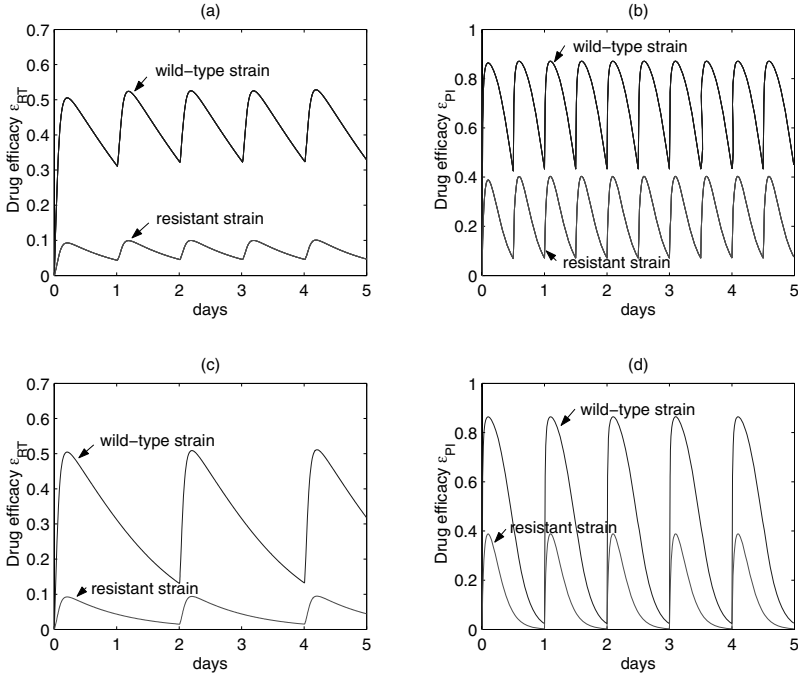 (a)
0.7
0.6
0.5
0.4
0.3
0.2
0.1
0
Drug efficacy ε_RT
wild−type strain
resistant strain
0 1 2 3 4 5
days
(b)
1
0.8
0.6
0.4
0.2
0
Drug efficacy ε_PI
wild−type strain
resistant strain
0 1 2 3 4 5
days
(c)
0.7
0.6
0.5
0.4
0.3
0.2
0.1
0
Drug efficacy ε_RT
wild−type strain
resistant strain
0 1 2 3 4 5
days
(d)
1
0.8
0.6
0.4
0.2
0
Drug efficacy ε_PI
wild−type strain
resistant strain
0 1 2 3 4 5
days